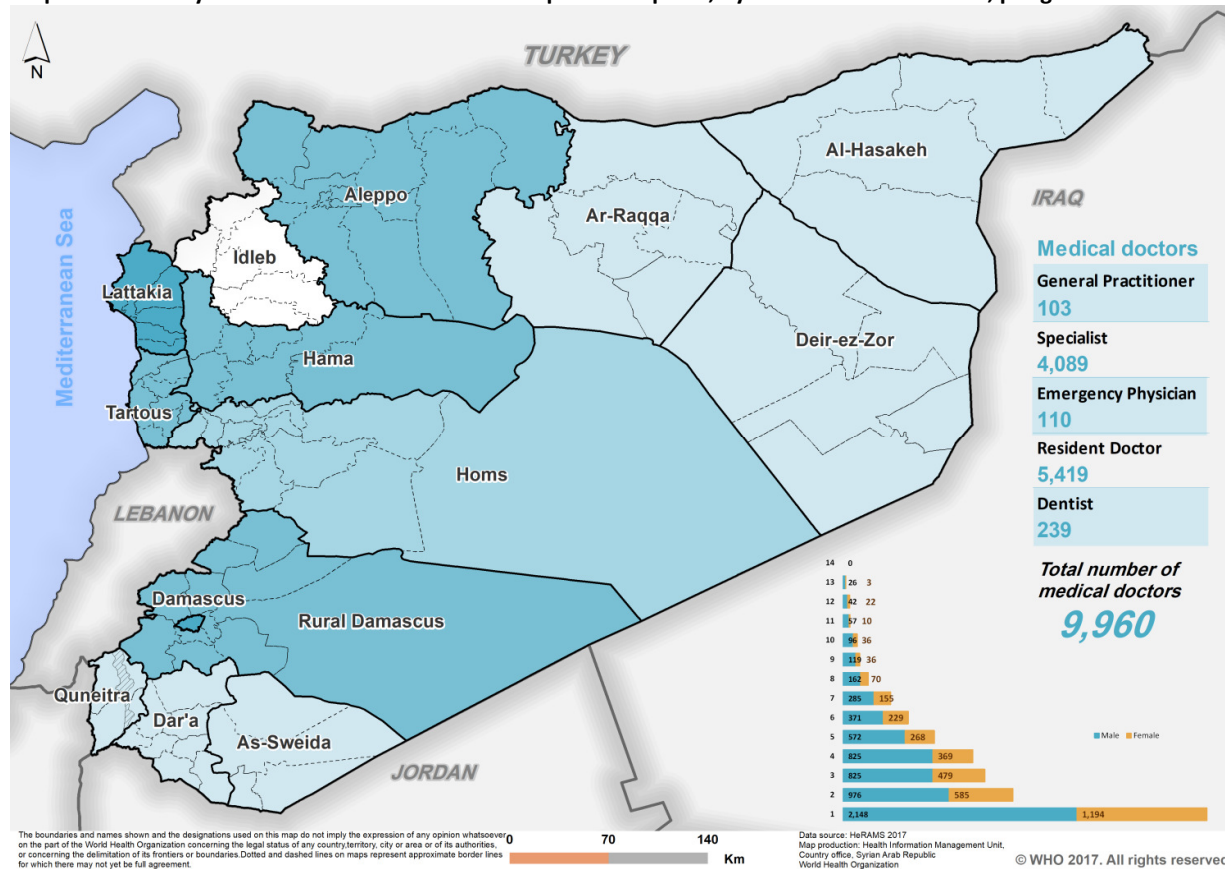 N
TURKEY
Al-Hasakeh
Aleppo
Ar-Raqqa
IRAQ
Mediterranean Sea
Idleb
Lattakia
Deir-ez-Zor
Hama
Tartous
Homs
LEBANON
Damascus
Rural Damascus
Quneitra
Dar'a
As-Sweida
JORDAN
Medical doctors
General Practitioner
103
Specialist
4,089
Emergency Physician
110
Resident Doctor
5,419
Dentist
239
Total number of
medical doctors
9,960
14 0
13 26 3
12 42 22
11 57 10
10 96 36
9 119 36
8 162 70
7 285 155
6 371 229
5 572 268
4 825 369
3 825 479
2 976 585
1 2,148 1,194
Male Female
The boundaries and names shown and the designations used on this map do not imply the expression of any opinion whatsoever
on the part of the World Health Organization concerning the legal status of any country,territory, city or area or of its authorities,
or concerning the delimitation of its frontiers or boundaries.Dotted and dashed lines on maps represent approximate border lines
for which there may not yet be full agreement.
0 70 140
Km
Data source: HeRAMS 2017
Map production: Health Information Management Unit,
Country office, Syrian Arab Republic
World Health Organization
© WHO 2017. All rights reserved